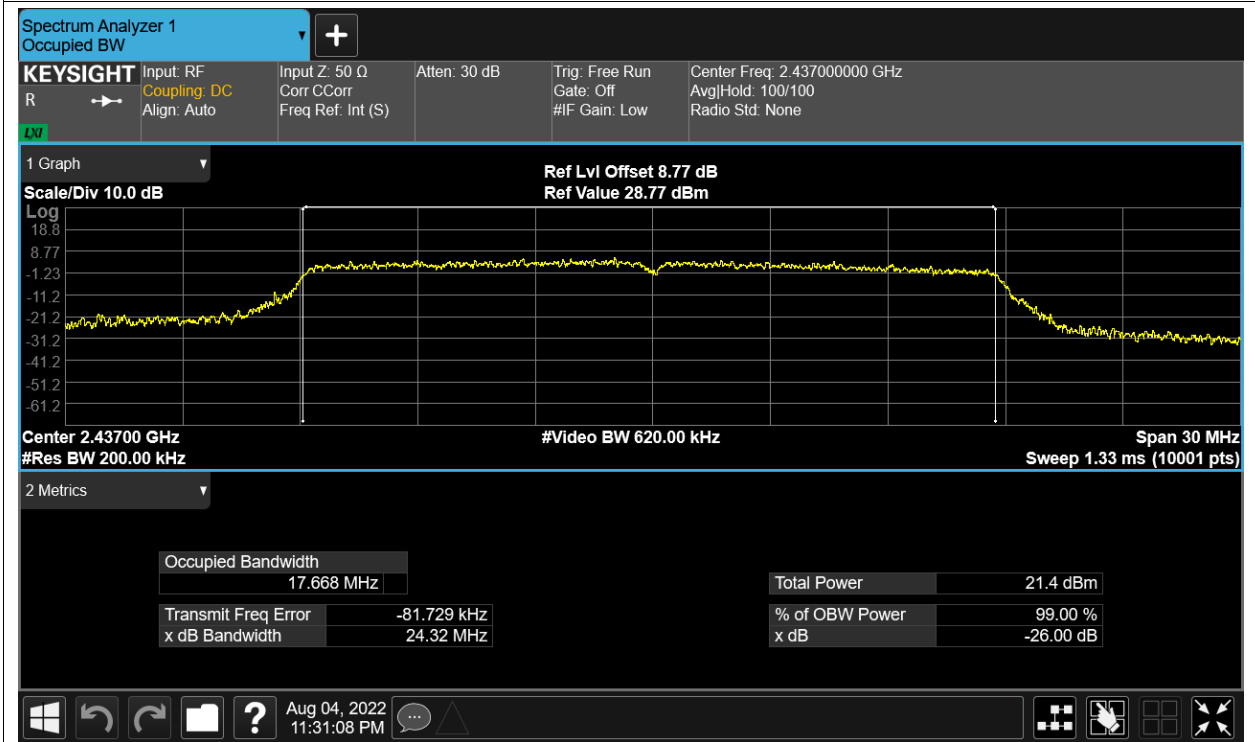 Spectrum Analyzer 1
Occupied BW
KEYSIGHT
R
LXI
Input: RF
Coupling: DC
Align: Auto
Input Z: 50 Ω
Corr CCorr
Freq Ref: Int (S)
Atten: 30 dB
Trig: Free Run
Gate: Off
#IF Gain: Low
Center Freq: 2.437000000 GHz
Avg|Hold: 100/100
Radio Std: None
1 Graph
Scale/Div 10.0 dB
Ref Lvl Offset 8.77 dB
Ref Value 28.77 dBm
Log
18.8
8.77
-1.23
-11.2
-21.2
-31.2
-41.2
-51.2
-61.2
Center 2.43700 GHz
#Video BW 620.00 kHz
Span 30 MHz
#Res BW 200.00 kHz
Sweep 1.33 ms (10001 pts)
2 Metrics
Occupied Bandwidth
17.668 MHz
Total Power 21.4 dBm
Transmit Freq Error -81.729 kHz
% of OBW Power 99.00 %
x dB Bandwidth 24.32 MHz
x dB -26.00 dB
?
Aug 04, 2022
11:31:08 PM